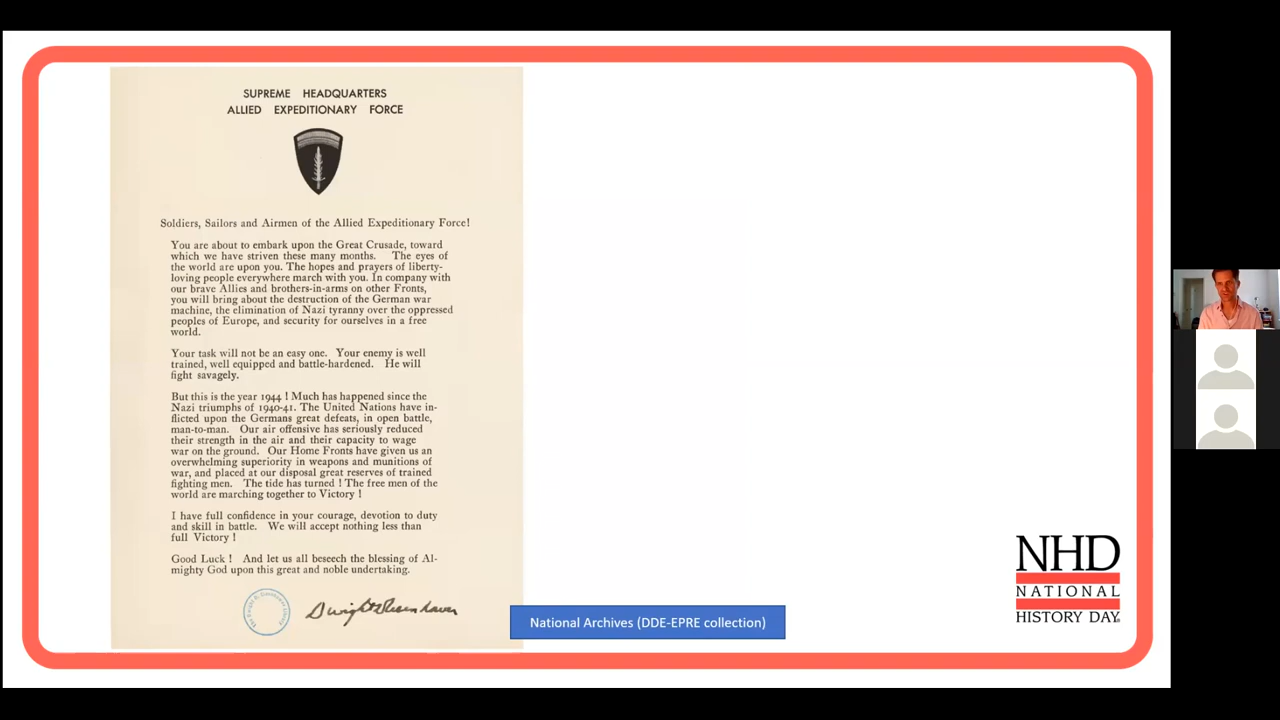 SUPREME HEADQUARTERS
ALLIED EXPEDITIONARY FORCE
Soldiers, Sailors and Airmen of the Allied Expeditionary Force!
You are about to embark upon the Great Crusade, toward
which we have striven these many months. The eyes of
the world are upon you. The hopes and prayers of liberty-
loving people everywhere march with you. In company with
our brave Allies and brothers-in-arms on other Fronts,
you will bring about the destruction of the German war
machine, the elimination of Nazi tyranny over the oppressed
peoples of Europe, and security for ourselves in a free
world.
Your task will not be an easy one. Your enemy is well
trained, well equipped and battle-hardened. He will
fight savagely.
But this is the year 1944 ! Much has happened since the
Nazi triumphs of 1940-41. The United Nations have in-
flicted upon the Germans great defeats, in open battle,
man-to-man. Our air offensive has seriously reduced
their strength in the air and their capacity to wage
war on the ground. Our Home Fronts have given us an
overwhelming superiority in weapons and munitions of
war, and placed at our disposal great reserves of trained
fighting men. The tide has turned ! The free men of the
world are marching together to Victory !
I have full confidence in your courage, devotion to duty
and skill in battle. We will accept nothing less than
full Victory !
Good Luck ! And let us all beseech the blessing of Al-
mighty God upon this great and noble undertaking.
Dwight D Eisenhower
National Archives (DDE-EPRE collection)
NHD
NATIONAL
HISTORY DAY